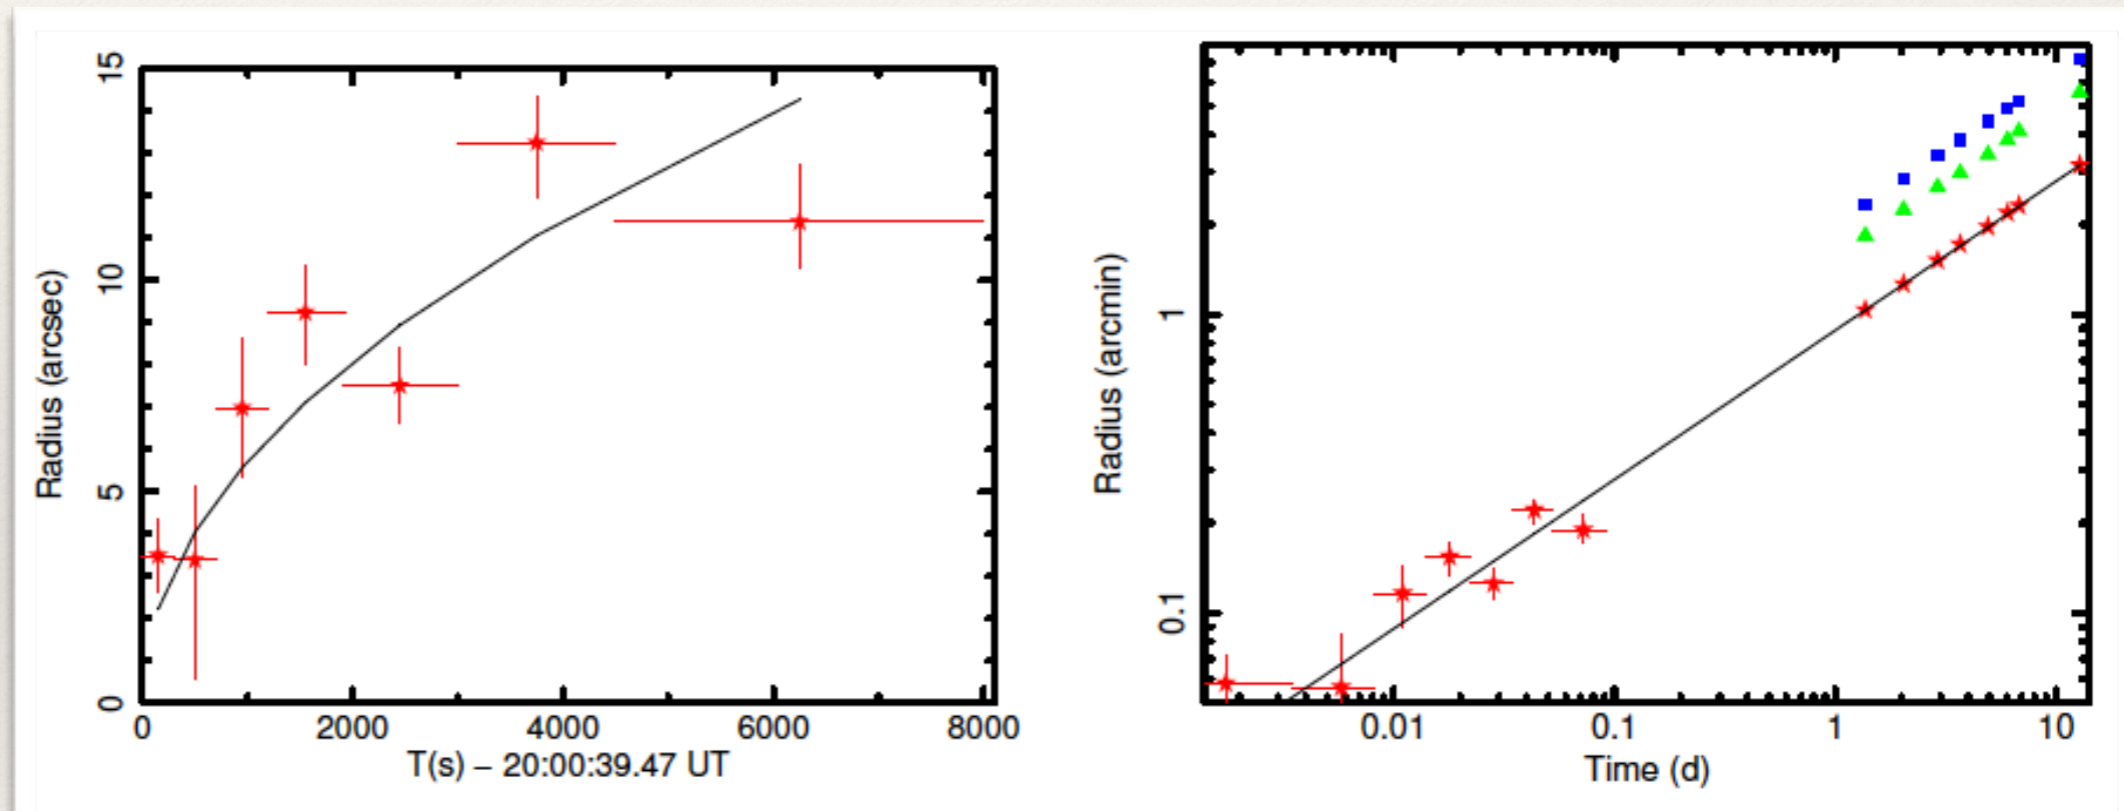 15
10
5
0
Radius (arcsec)
0 2000 4000 6000 8000
T(s) – 20:00:39.47 UT
1
0.1
Radius (arcmin)
0.01 0.1 1 10
Time (d)